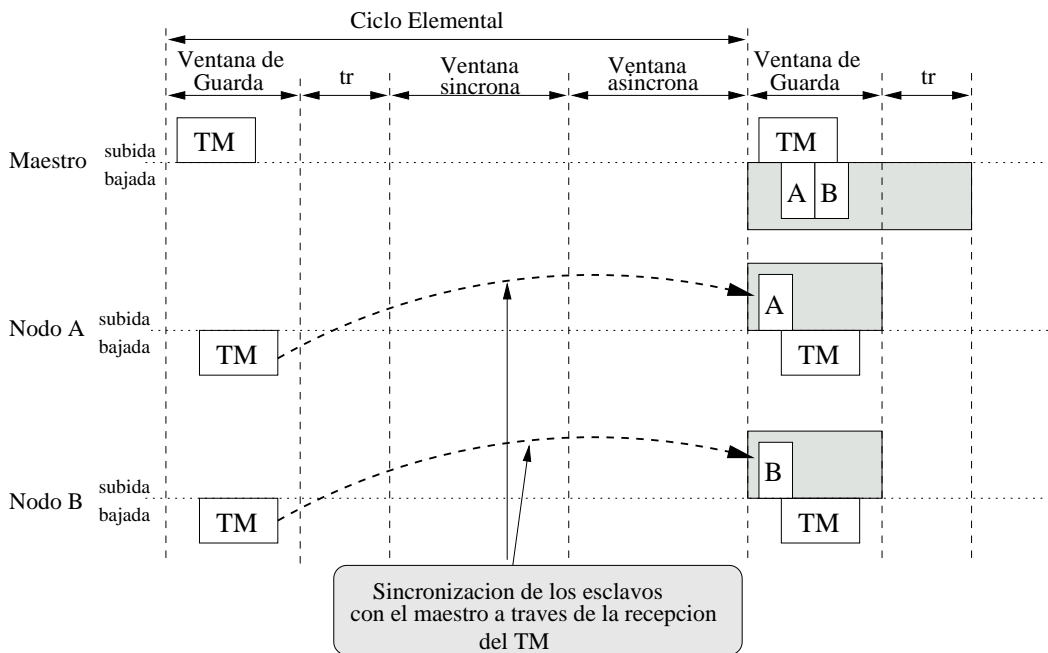 Ciclo Elemental
Ventana de
Guarda
tr
Ventana
sincrona
Ventana
asíncrona
Ventana de
Guarda
tr
Maestro
subida
bajada
TM
TM
A
B
Nodo A
subida
bajada
TM
A
TM
Nodo B
subida
bajada
TM
B
TM
Sincronizacion de los esclavos
con el maestro a traves de la recepcion
del TM